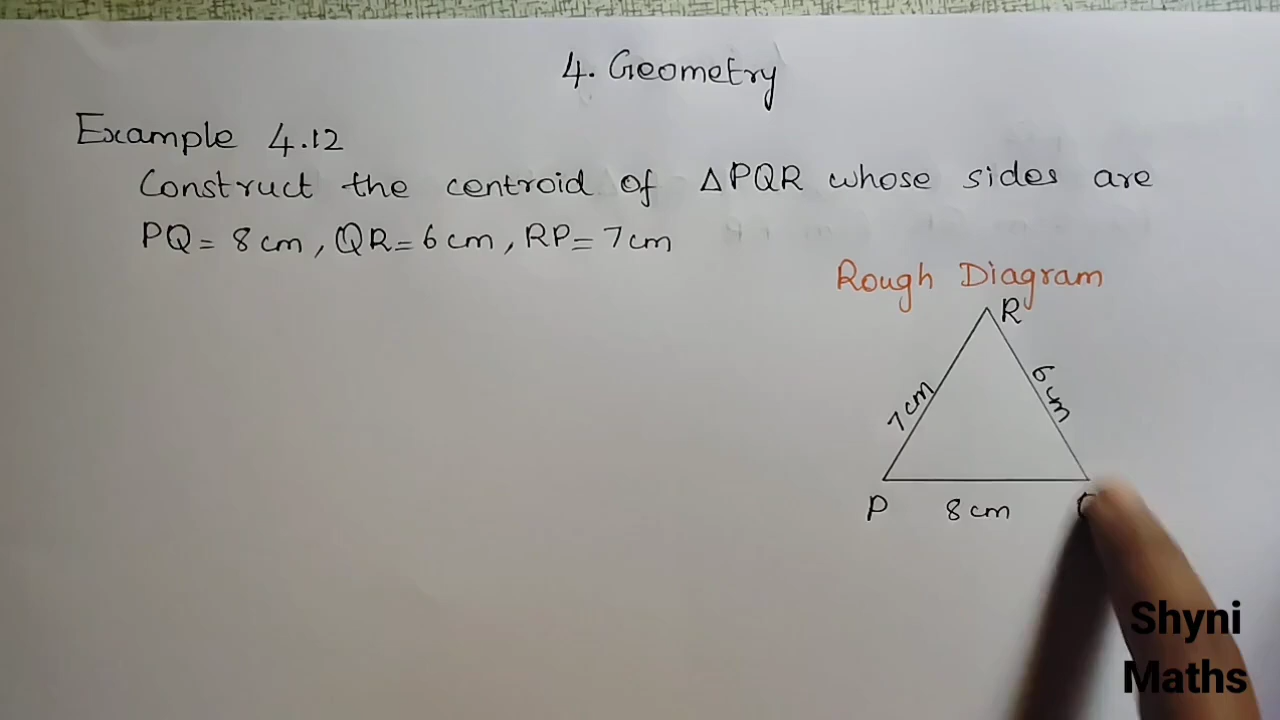 4. Geometry
Example 4.12
Construct the centroid of ΔPQR whose sides are
PQ = 8 cm, QR = 6 cm, RP = 7 cm
Rough Diagram
R
7 cm
6 cm
P
8 cm
Shyni
Maths